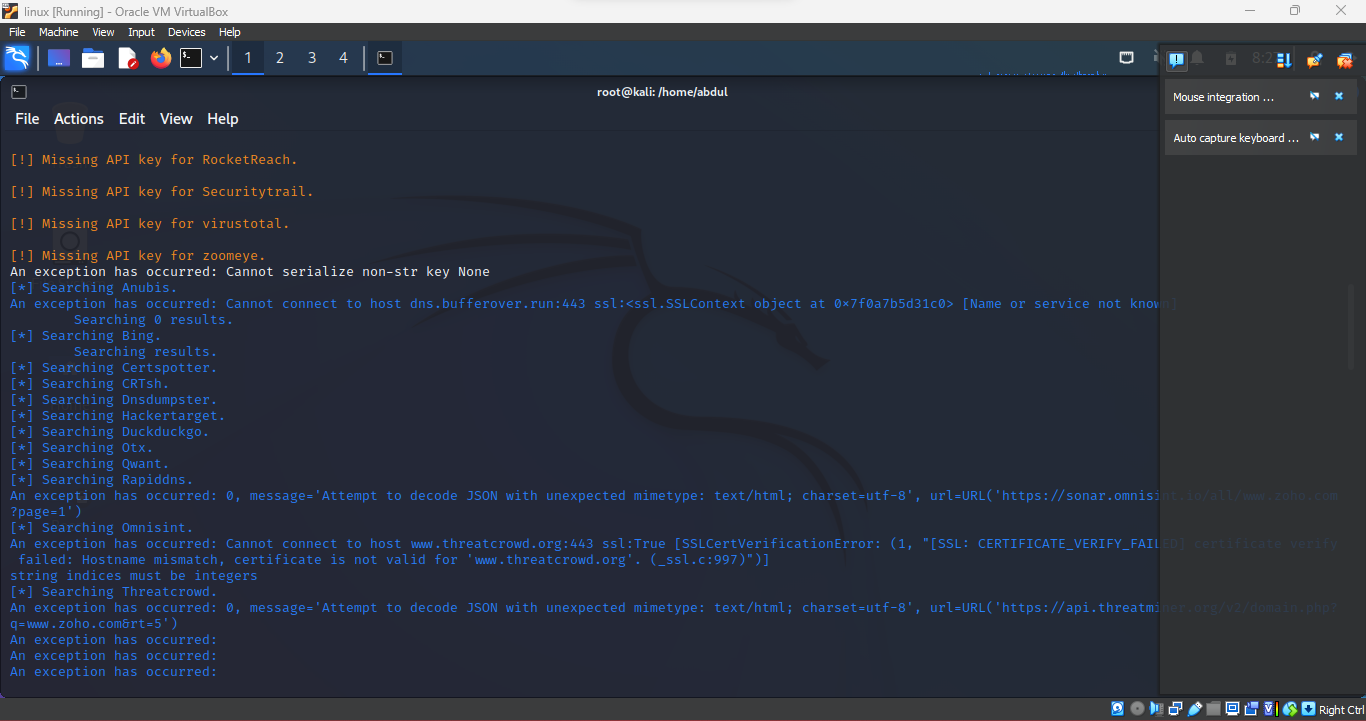 linux [Running] - Oracle VM VirtualBox
File Machine View Input Devices Help
1 2 3 4
8:2
root@kali: /home/abdul
Mouse integration ...
File Actions Edit View Help
Auto capture keyboard ...
[!] Missing API key for RocketReach.
[!] Missing API key for Securitytrail.
[!] Missing API key for virustotal.
[!] Missing API key for zoomeye.
An exception has occurred: Cannot serialize non-str key None
[*] Searching Anubis.
An exception has occurred: Cannot connect to host dns.bufferover.run:443 ssl:<ssl.SSLContext object at 0×7f0a7b5d31c0> [Name or service not known]
Searching 0 results.
[*] Searching Bing.
Searching results.
[*] Searching Certspotter.
[*] Searching CRTsh.
[*] Searching Dnsdumpster.
[*] Searching Hackertarget.
[*] Searching Duckduckgo.
[*] Searching Otx.
[*] Searching Qwant.
[*] Searching Rapiddns.
An exception has occurred: 0, message='Attempt to decode JSON with unexpected mimetype: text/html; charset=utf-8', url=URL('https://sonar.omnisint.io/all/www.zoho.com
?page=1')
[*] Searching Omnisint.
An exception has occurred: Cannot connect to host www.threatcrowd.org:443 ssl:True [SSLCertVerificationError: (1, "[SSL: CERTIFICATE_VERIFY_FAILED] certificate verify
failed: Hostname mismatch, certificate is not valid for 'www.threatcrowd.org'. (_ssl.c:997)")]
string indices must be integers
[*] Searching Threatcrowd.
An exception has occurred: 0, message='Attempt to decode JSON with unexpected mimetype: text/html; charset=utf-8', url=URL('https://api.threatminer.org/v2/domain.php?
q=www.zoho.com&rt=5')
An exception has occurred:
An exception has occurred:
An exception has occurred:
Right Ctrl